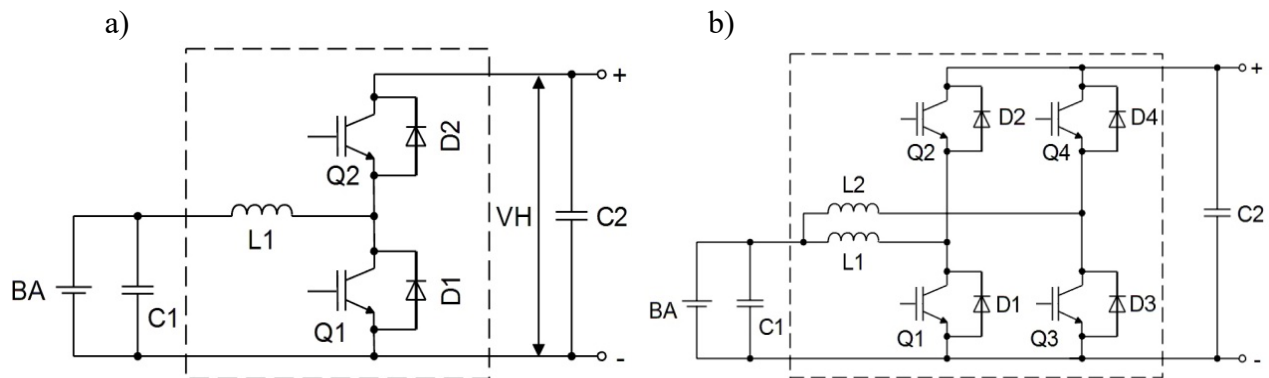 a)
+
D2
Q2
VH
C2
L1
BA
C1
D1
Q1
-
b)
+
D2
D4
Q2
Q4
L2
C2
L1
BA
C1
D1
D3
Q1
Q3
-